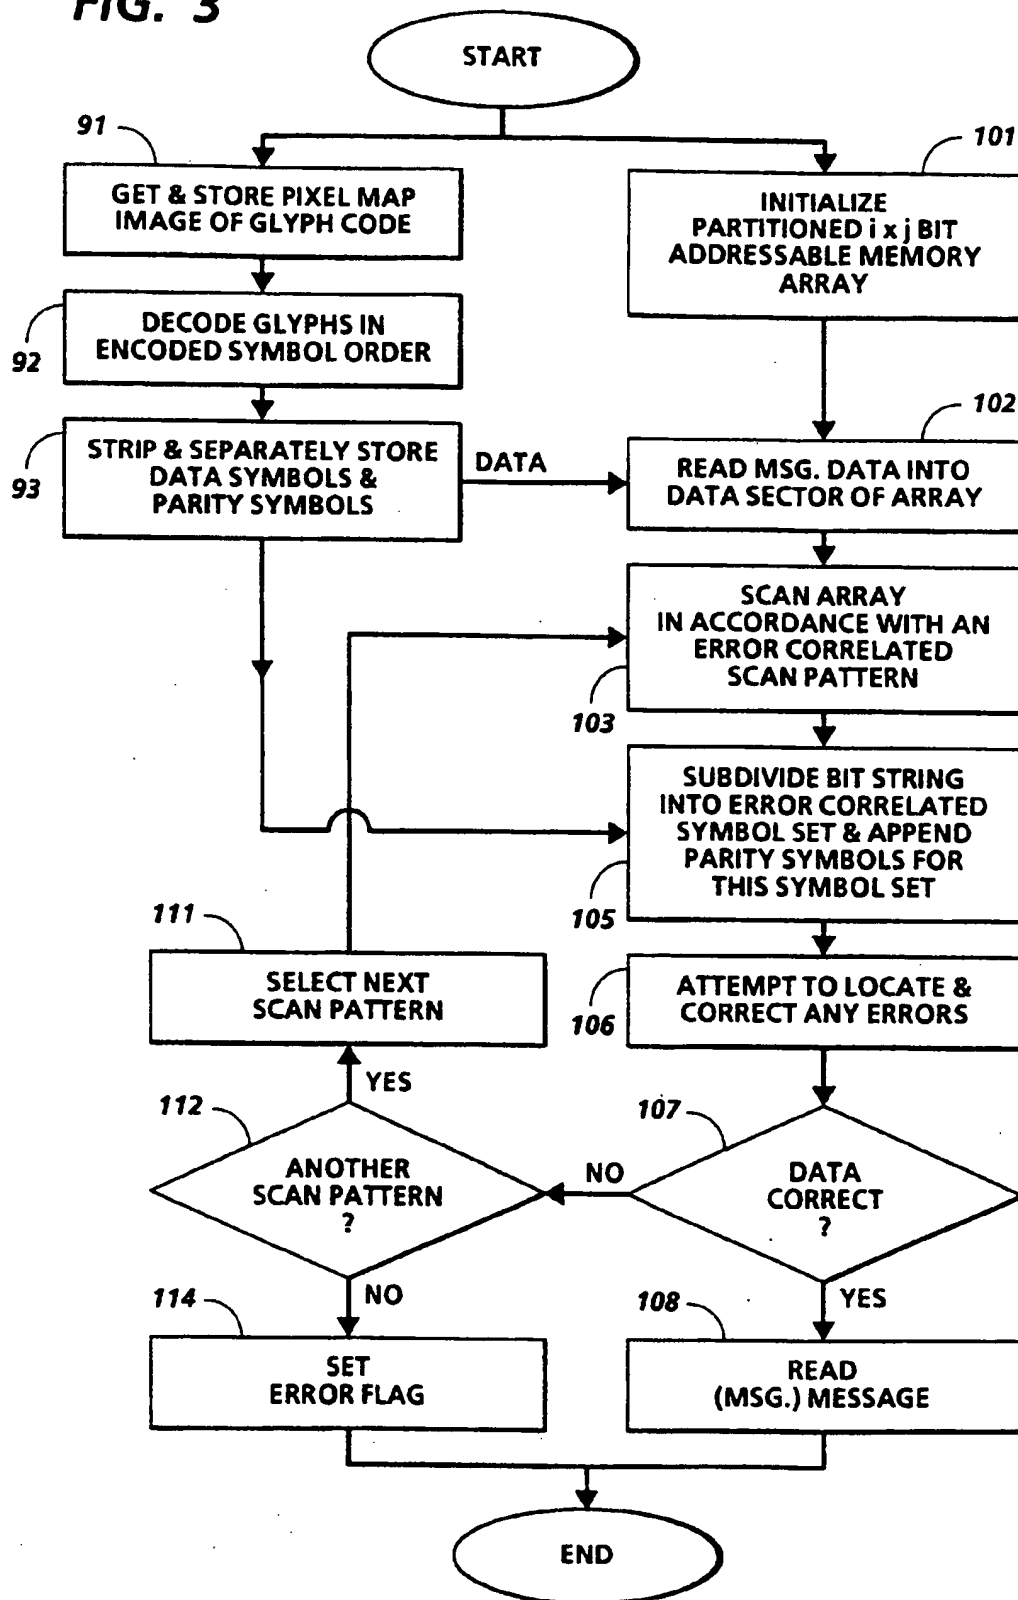 FIG. 3
START
91
GET & STORE PIXEL MAP
IMAGE OF GLYPH CODE
101
INITIALIZE
PARTITIONED i x j BIT
ADDRESSABLE MEMORY
ARRAY
92
DECODE GLYPHS IN
ENCODED SYMBOL ORDER
93
STRIP & SEPARATELY STORE
DATA SYMBOLS &
PARITY SYMBOLS
DATA
102
READ MSG. DATA INTO
DATA SECTOR OF ARRAY
SCAN ARRAY
IN ACCORDANCE WITH AN
ERROR CORRELATED
SCAN PATTERN
103
SUBDIVIDE BIT STRING
INTO ERROR CORRELATED
SYMBOL SET & APPEND
PARITY SYMBOLS FOR
THIS SYMBOL SET
105
111
SELECT NEXT
SCAN PATTERN
ATTEMPT TO LOCATE &
CORRECT ANY ERRORS
106
YES
112
ANOTHER
SCAN PATTERN
?
NO
107
DATA
CORRECT
?
NO
YES
114
SET
ERROR FLAG
108
READ
(MSG.) MESSAGE
END